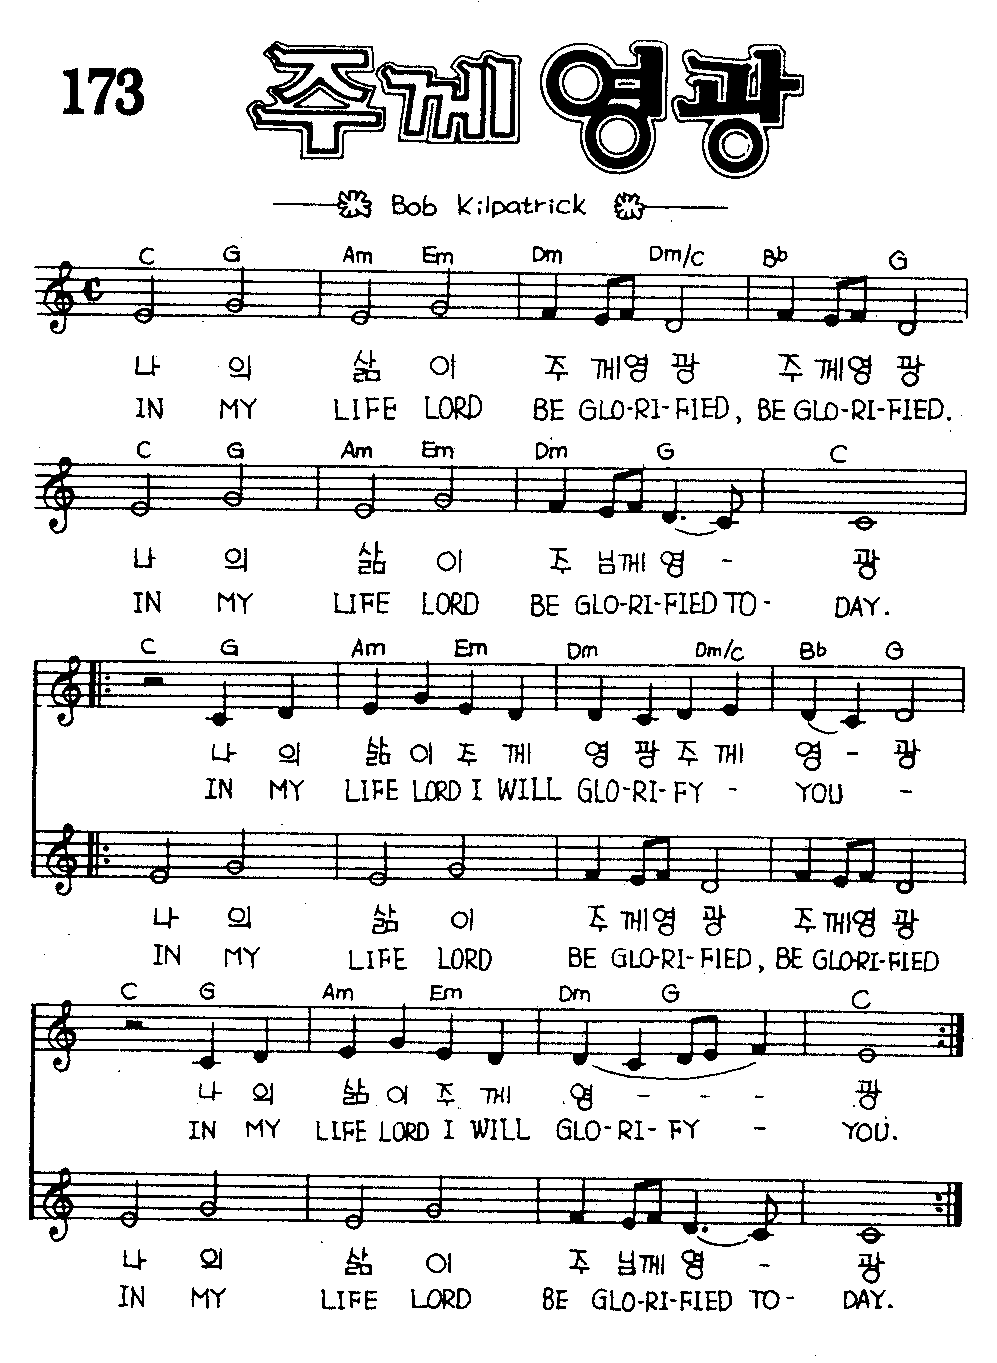 173 주께 영광
Bob Kilpatrick
C G Am Em Dm Dm/C Bb G
나 의 삶 이 주 께영 광 주 께영 광
IN MY LIFE LORD BE GLO-RI-FIED, BE GLO-RI-FIED.
C G Am Em Dm G C
나 의 삶 이 주 님께 영 - 광
IN MY LIFE LORD BE GLO-RI-FIED TO- DAY.
C G Am Em Dm Dm/C Bb G
나 의 삶 이 주 께 영 광 주 께 영 - 광
IN MY LIFE LORD I WILL GLO-RI-FY - YOU -
나 의 삶 이 주 께영 광 주 께영 광
IN MY LIFE LORD BE GLO-RI-FIED, BE GLO-RI-FIED
C G Am Em Dm G C
나 의 삶 이 주 께 영 - - - 광
IN MY LIFE LORD I WILL GLO-RI-FY - YOU.
나 의 삶 이 주 님께 영 - 광
IN MY LIFE LORD BE GLO-RI-FIED TO- DAY.